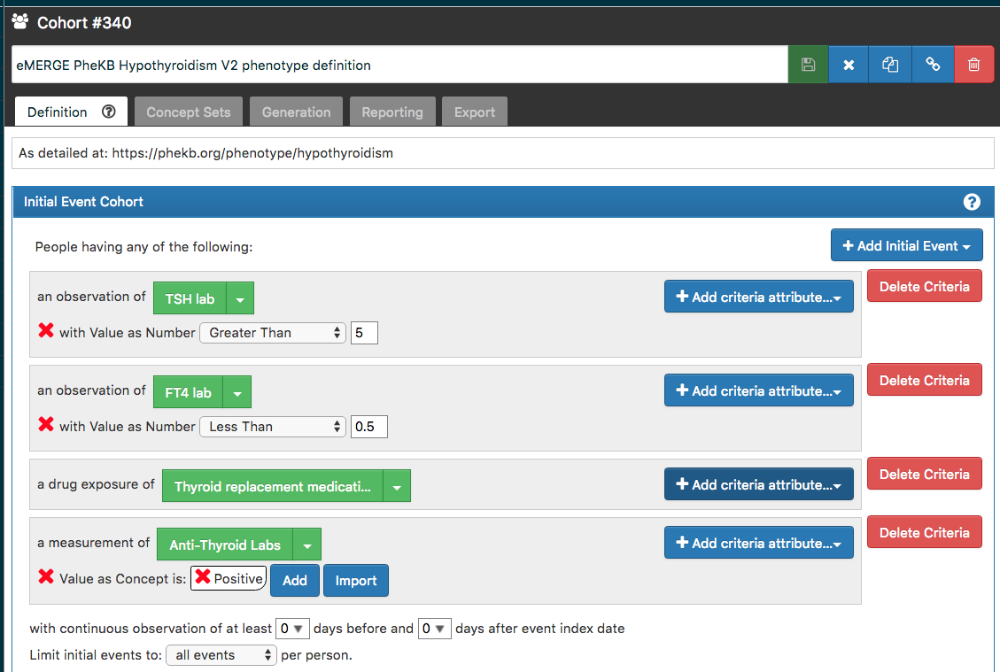 Cohort #340
eMERGE PheKB Hypothyroidism V2 phenotype definition
Definition Concept Sets Generation Reporting Export
As detailed at: https://phekb.org/phenotype/hypothyroidism
Initial Event Cohort
People having any of the following: + Add Initial Event
an observation of TSH lab + Add criteria attribute... Delete Criteria
with Value as Number Greater Than 5
an observation of FT4 lab + Add criteria attribute... Delete Criteria
with Value as Number Less Than 0.5
a drug exposure of Thyroid replacement medicati... + Add criteria attribute... Delete Criteria
a measurement of Anti-Thyroid Labs + Add criteria attribute... Delete Criteria
Value as Concept is: Positive Add Import
with continuous observation of at least 0 days before and 0 days after event index date
Limit initial events to: all events per person.